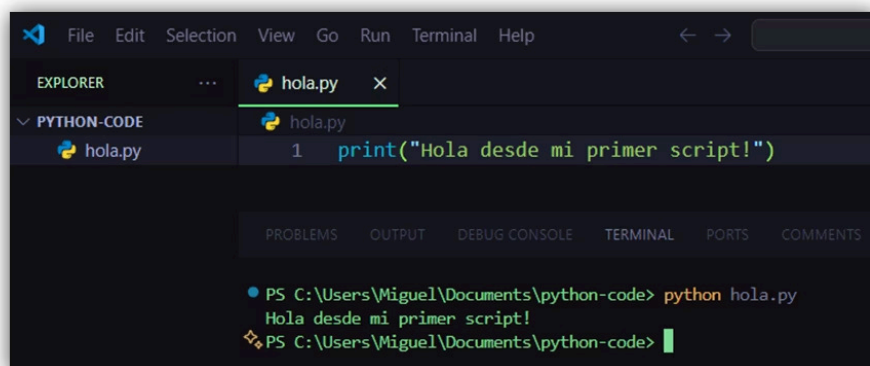 File Edit Selection View Go Run Terminal Help
EXPLORER ...
hola.py
PYTHON-CODE
hola.py
hola.py
1 print("Hola desde mi primer script!")
PROBLEMS OUTPUT DEBUG CONSOLE TERMINAL PORTS COMMENTS
PS C:\Users\Miguel\Documents\python-code> python hola.py
Hola desde mi primer script!
PS C:\Users\Miguel\Documents\python-code>